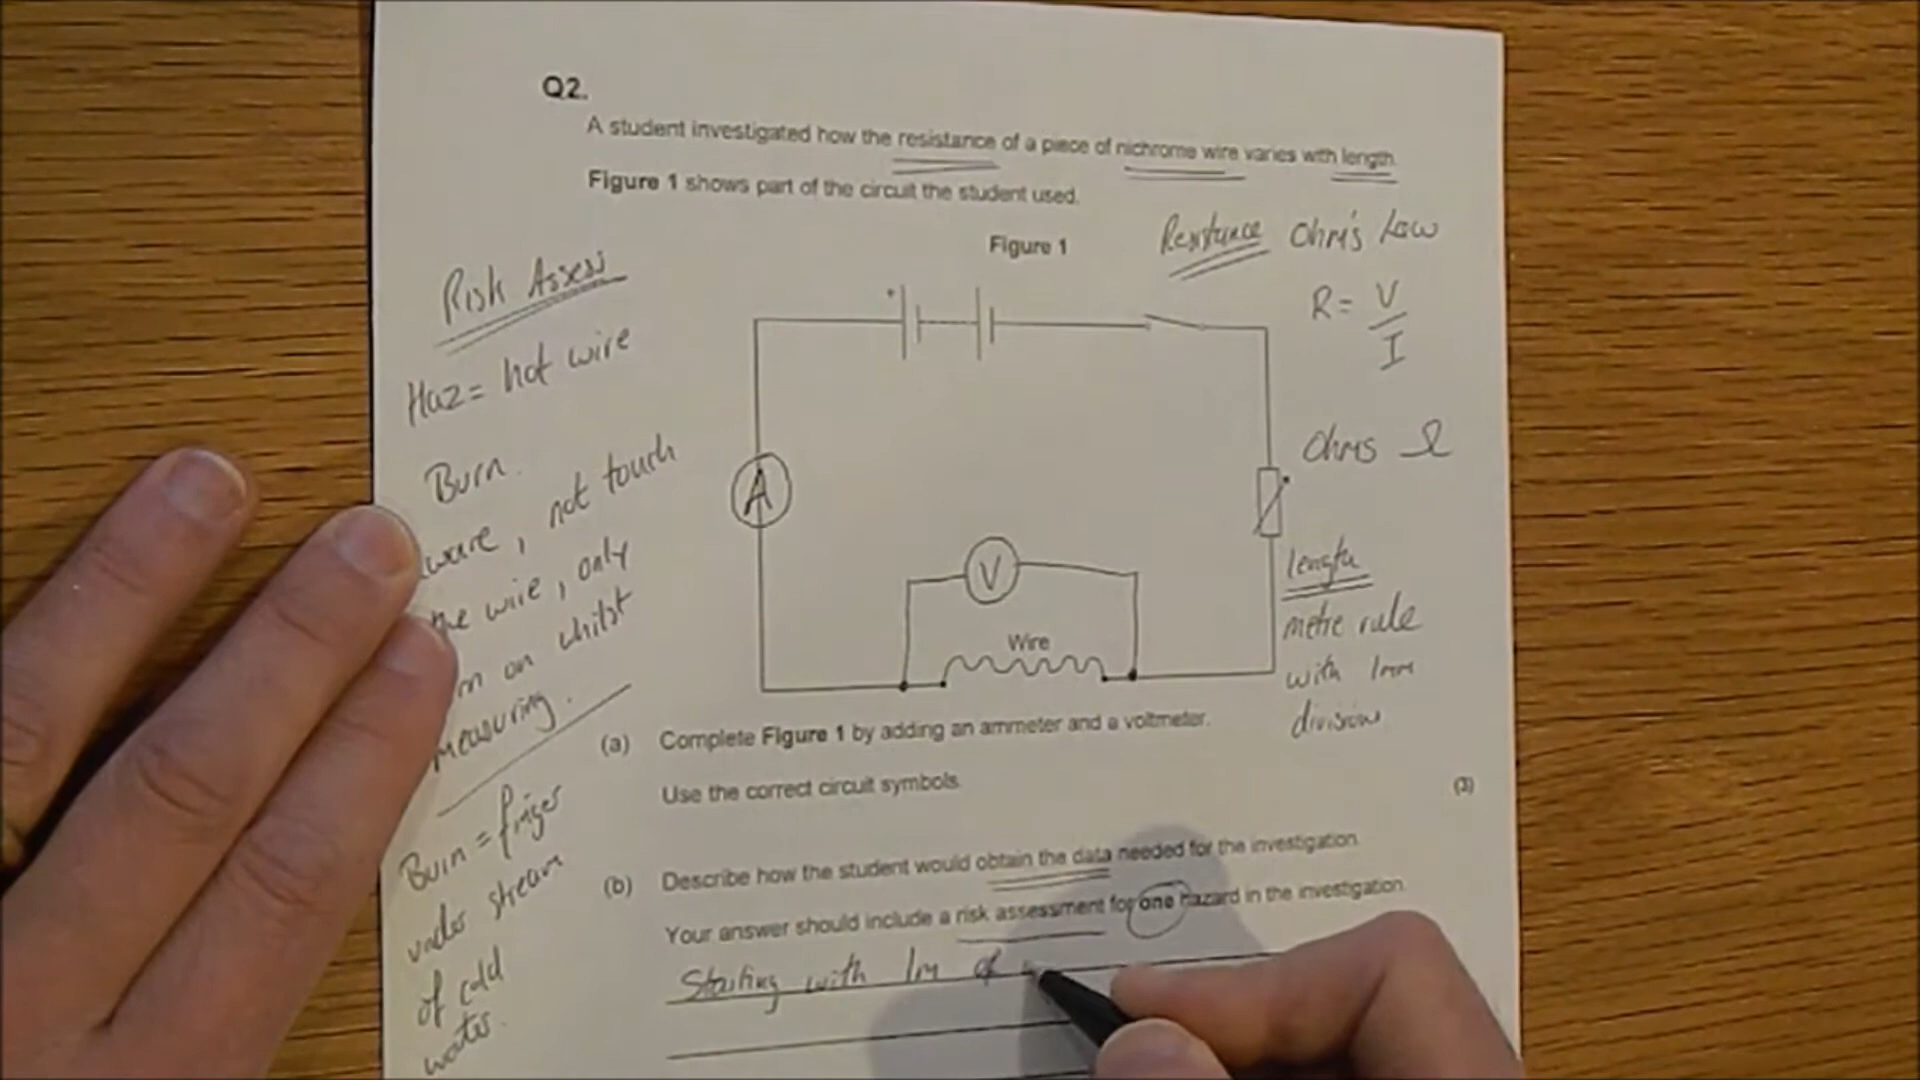 Q2.
A student investigated how the resistance of a piece of nichrome wire varies with length.
Figure 1 shows part of the circuit the student used.
Figure 1
Resistance Ohm's Law
R = V
I
Ohms Ω
length
metre rule
with 1mm
division
Risk Assess
Haz = hot wire
Burn.
aware, not touch
the wire, only
on whilst
measuring.
Burn = finger
under stream
of cold
water.
A
V
Wire
(a) Complete Figure 1 by adding an ammeter and a voltmeter.
Use the correct circuit symbols.
(3)
(b) Describe how the student would obtain the data needed for the investigation.
Your answer should include a risk assessment for one hazard in the investigation.
Starting with 1m of